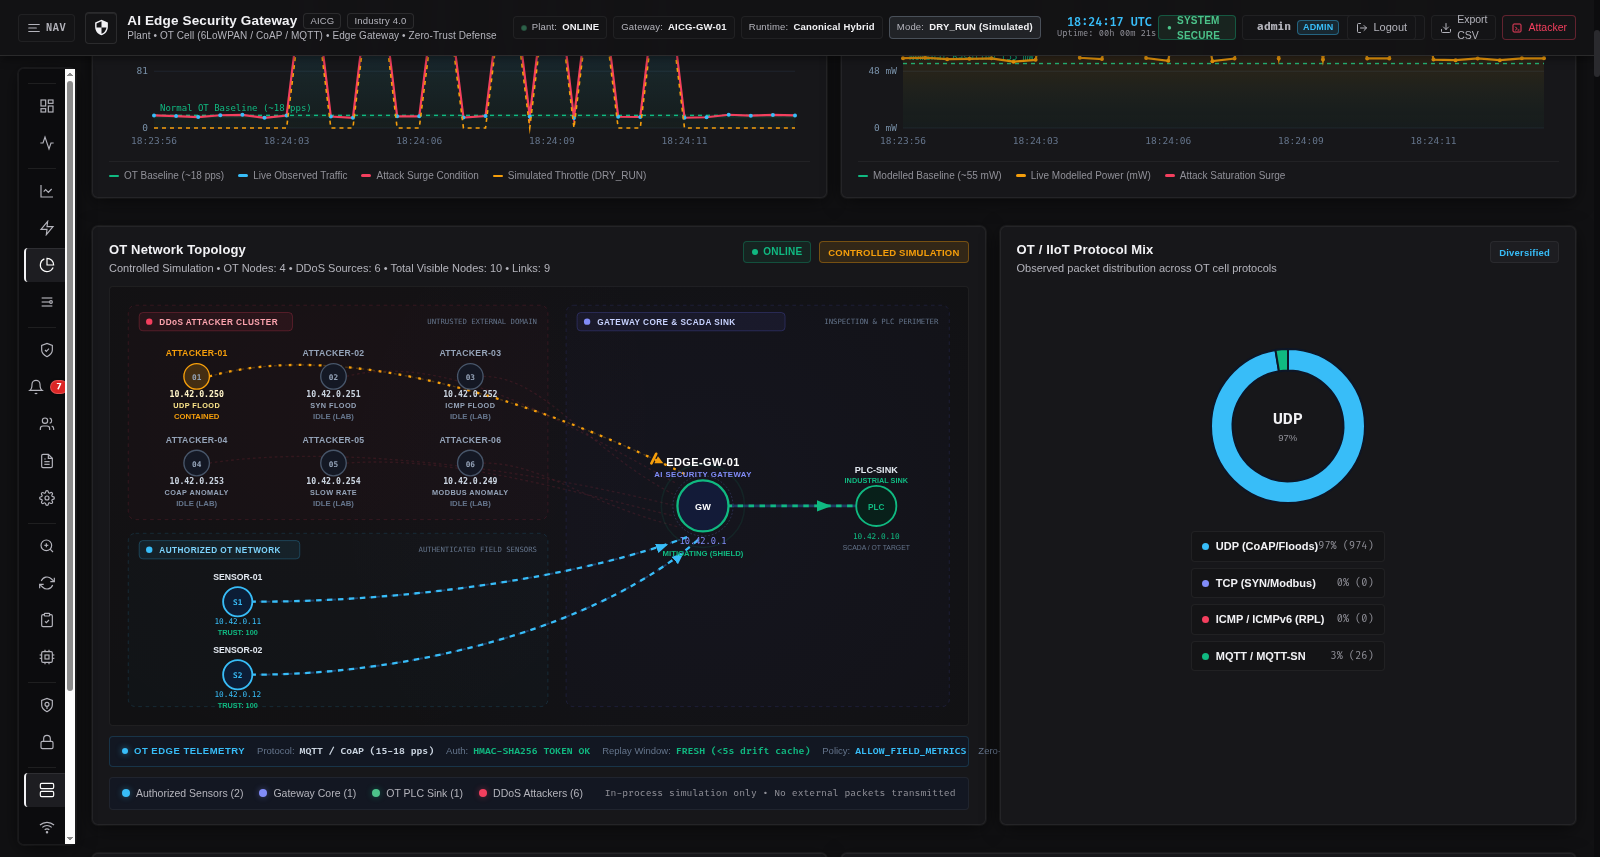 NAV
AI Edge Security Gateway AICG Industry 4.0
Plant • OT Cell (6LoWPAN / CoAP / MQTT) • Edge Gateway • Zero-Trust Defense
Plant: ONLINE
Gateway: AICG-GW-01
Runtime: Canonical Hybrid
Mode: DRY_RUN (Simulated)
18:24:17 UTC
Uptime: 00h 00m 21s
SYSTEM SECURE
admin ADMIN
Logout
Export CSV
Attacker
81
Normal OT Baseline (~18 pps)
0
18:23:56 18:24:03 18:24:06 18:24:09 18:24:11
OT Baseline (~18 pps) Live Observed Traffic Attack Surge Condition Simulated Throttle (DRY_RUN)
48 mW
0 mW
18:23:56 18:24:03 18:24:06 18:24:09 18:24:11
Modelled Baseline (~55 mW) Live Modelled Power (mW) Attack Saturation Surge
7
OT Network Topology
ONLINE
CONTROLLED SIMULATION
Controlled Simulation • OT Nodes: 4 • DDoS Sources: 6 • Total Visible Nodes: 10 • Links: 9
DDoS ATTACKER CLUSTER
UNTRUSTED EXTERNAL DOMAIN
GATEWAY CORE & SCADA SINK
INSPECTION & PLC PERIMETER
ATTACKER-01 ATTACKER-02 ATTACKER-03
01 02 03
10.42.0.250 10.42.0.251 10.42.0.252
UDP FLOOD SYN FLOOD ICMP FLOOD
CONTAINED IDLE (LAB) IDLE (LAB)
ATTACKER-04 ATTACKER-05 ATTACKER-06
04 05 06
10.42.0.253 10.42.0.254 10.42.0.249
COAP ANOMALY SLOW RATE MODBUS ANOMALY
IDLE (LAB) IDLE (LAB) IDLE (LAB)
EDGE-GW-01
AI SECURITY GATEWAY
GW
10.42.0.1
MITIGATING (SHIELD)
PLC-SINK
INDUSTRIAL SINK
PLC
10.42.0.10
SCADA / OT TARGET
AUTHORIZED OT NETWORK
AUTHENTICATED FIELD SENSORS
SENSOR-01
S1
10.42.0.11
TRUST: 100
SENSOR-02
S2
10.42.0.12
TRUST: 100
OT EDGE TELEMETRY Protocol: MQTT / CoAP (15–18 pps) Auth: HMAC-SHA256 TOKEN OK Replay Window: FRESH (<5s drift cache) Policy: ALLOW_FIELD_METRICS Zero-
Authorized Sensors (2) Gateway Core (1) OT PLC Sink (1) DDoS Attackers (6) In-process simulation only • No external packets transmitted
OT / IIoT Protocol Mix
Diversified
Observed packet distribution across OT cell protocols
UDP
97%
UDP (CoAP/Floods) 97% (974)
TCP (SYN/Modbus) 0% (0)
ICMP / ICMPv6 (RPL) 0% (0)
MQTT / MQTT-SN 3% (26)